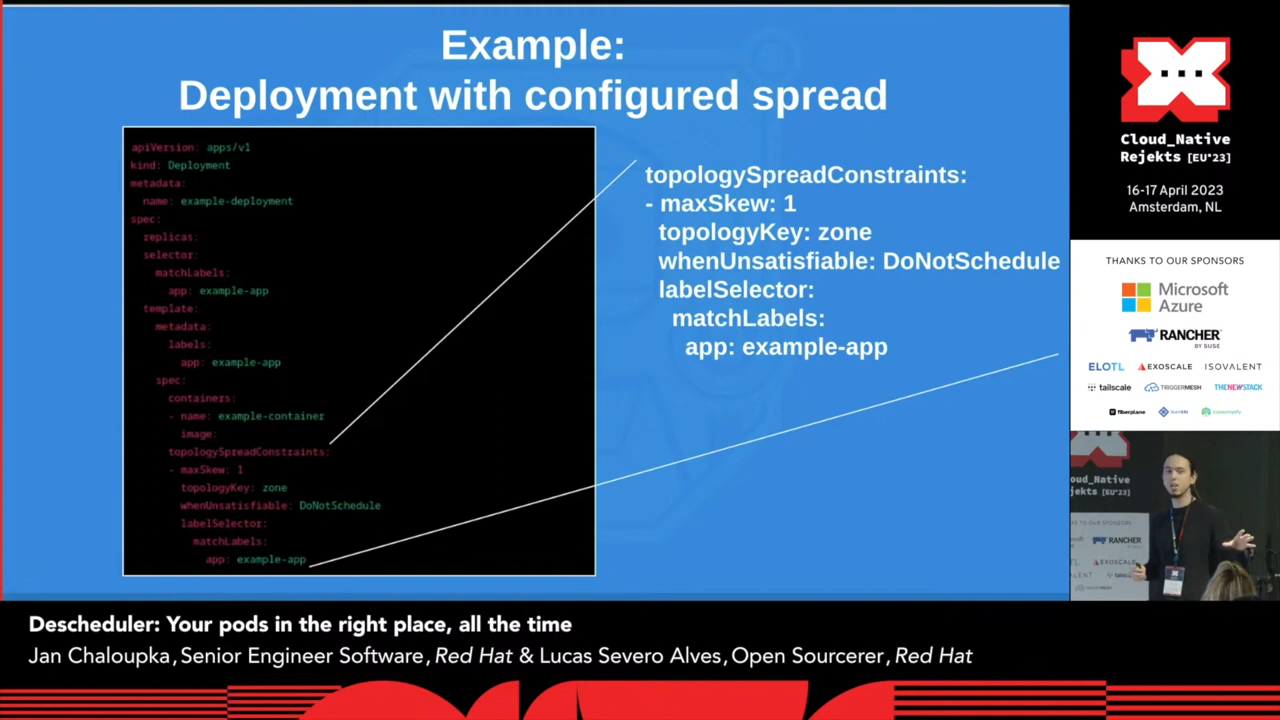 Example:
Deployment with configured spread
apiVersion: apps/v1
kind: Deployment
metadata:
name: example-deployment
spec:
replicas:
selector:
matchLabels:
app: example-app
template:
metadata:
labels:
app: example-app
spec:
containers:
- name: example-container
image:
topologySpreadConstraints:
- maxSkew: 1
topologyKey: zone
whenUnsatisfiable: DoNotSchedule
labelSelector:
matchLabels:
app: example-app
topologySpreadConstraints:
- maxSkew: 1
topologyKey: zone
whenUnsatisfiable: DoNotSchedule
labelSelector:
matchLabels:
app: example-app
Cloud_Native
Rejekts [EU'23]
16-17 April 2023
Amsterdam, NL
THANKS TO OUR SPONSORS
Microsoft
Azure
RANCHER
BY SUSE
ELOTL
EXOSCALE
ISOVALENT
tailscale
TRIGGERMESH
THENEWSTACK
fiberplane
RANCHER
Descheduler: Your pods in the right place, all the time
Jan Chaloupka, Senior Engineer Software, Red Hat & Lucas Severo Alves, Open Sourcerer, Red Hat